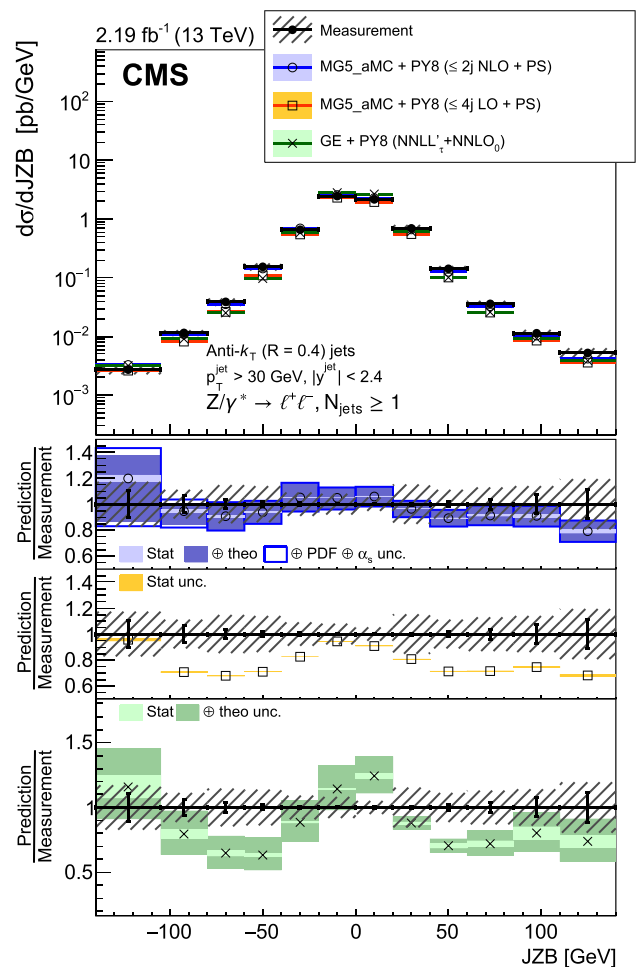 2.19 fb⁻¹ (13 TeV)
CMS
Measurement
MG5_aMC + PY8 (≤ 2j NLO + PS)
MG5_aMC + PY8 (≤ 4j LO + PS)
GE + PY8 (NNLL'τ+NNLO₀)
dσ/dJZB [pb/GeV]
10²
10
1
10⁻¹
10⁻²
10⁻³
Anti-k_T (R = 0.4) jets
p_T^jet > 30 GeV, |y^jet| < 2.4
Z/γ* → ℓ⁺ℓ⁻, N_jets ≥ 1
Prediction
Measurement
1.4
1.2
1
0.8
0.6
Stat
⊕ theo
⊕ PDF ⊕ α_s unc.
Prediction
Measurement
1.4
1.2
1
0.8
0.6
Stat unc.
Prediction
Measurement
1.5
1
0.5
Stat
⊕ theo unc.
−100
−50
0
50
100
JZB [GeV]